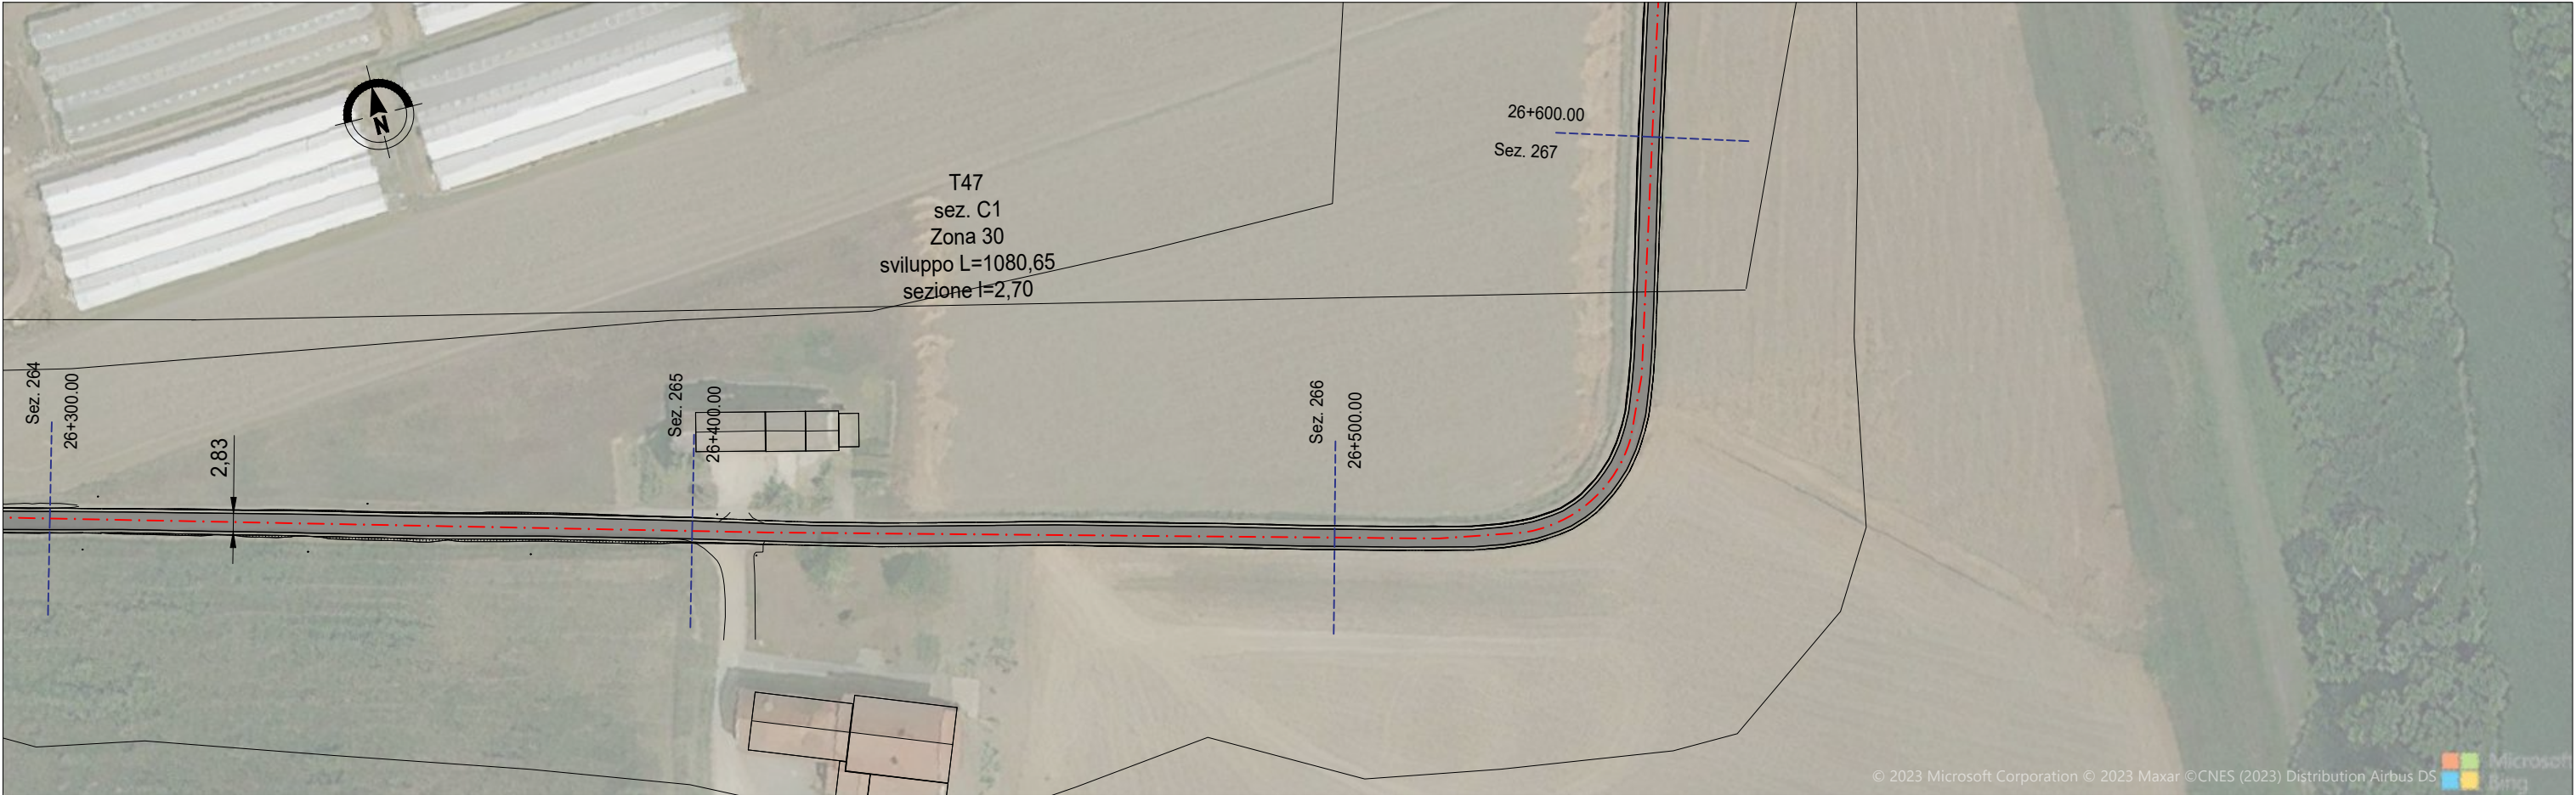 N
26+600.00
Sez. 267
T47
sez. C1
Zona 30
sviluppo L=1080,65
sezione l=2,70
Sez. 264
26+300.00
2,83
Sez. 265
26+400.00
Sez. 266
26+500.00
© 2023 Microsoft Corporation © 2023 Maxar ©CNES (2023) Distribution Airbus DS
Microsoft
Bing